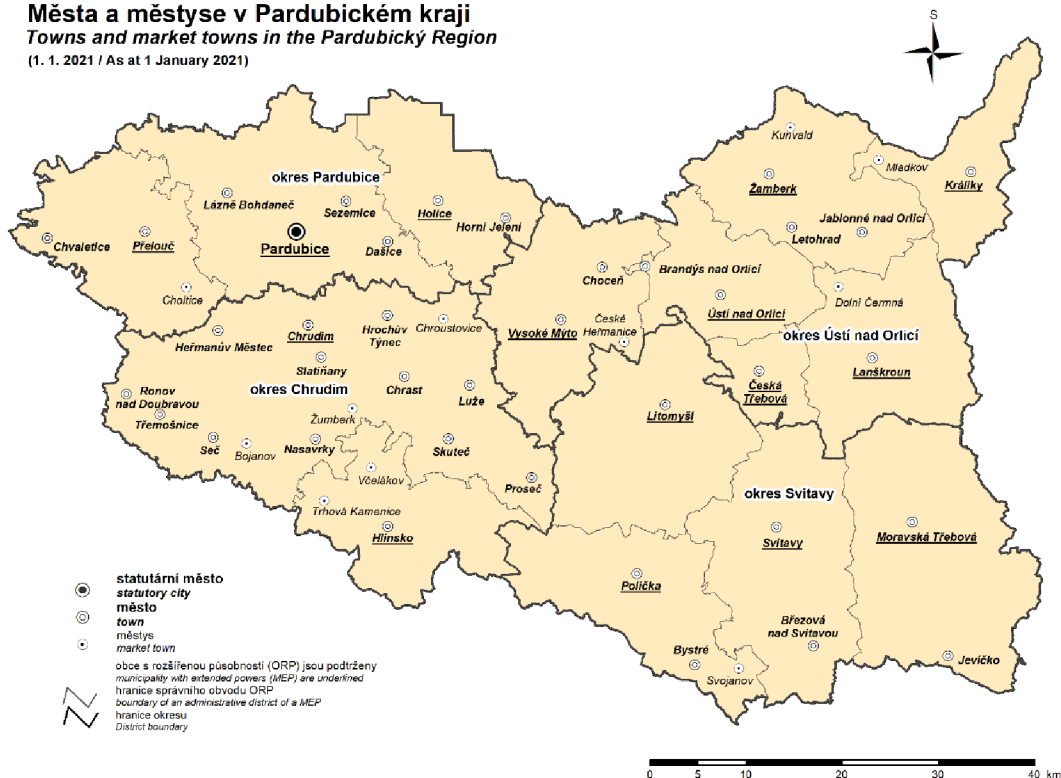 Města a městyse v Pardubickém kraji
Towns and market towns in the Pardubický Region
(1. 1. 2021 / As at 1 January 2021)
S
Kunvald
Mladkov
Žamberk
Králíky
okres Pardubice
Lázně Bohdaneč
Sezemice
Holice
Horní Jelení
Jablonné nad Orlicí
Letohrad
Chvaletice
Přelouč
Pardubice
Dašice
Choceň
Brandýs nad Orlicí
Choltice
Dolní Čermná
Ústí nad Orlicí
Heřmanův Městec
Chrudim
Hrochův
Týnec
Chroustovice
Vysoké Mýto
České
Heřmanice
okres Ústí nad Orlicí
Slatiňany
Lanškroun
okres Chrudim
Chrast
Luže
Česká
Třebová
Ronov
nad Doubravou
Třemošnice
Žumberk
Litomyšl
Seč
Bojanov
Nasavrky
Skuteč
Včelákov
Proseč
okres Svitavy
Trhová Kamenice
Hlinsko
Svitavy
Moravská Třebová
Polička
Březová
nad Svitavou
Bystré
Svojanov
Jevíčko
statutární město
statutory city
město
town
městys
market town
obce s rozšířenou působností (ORP) jsou podtrženy
municipality with extended powers (MEP) are underlined
hranice správního obvodu ORP
boundary of an administrative district of a MEP
hranice okresu
District boundary
0 5 10 20 30 40 km